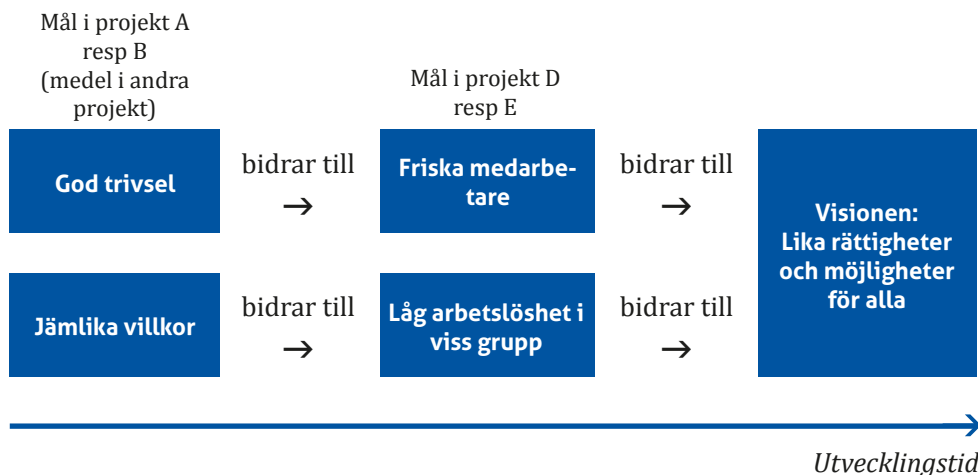 Mål i projekt A
resp B
(medel i andra
projekt)
Mål i projekt D
resp E
God trivsel
bidrar till
→
Friska medarbe-
tare
bidrar till
→
Jämlika villkor
bidrar till
→
Låg arbetslöshet i
viss grupp
bidrar till
→
Visionen:
Lika rättigheter
och möjligheter
för alla
Utvecklingstid